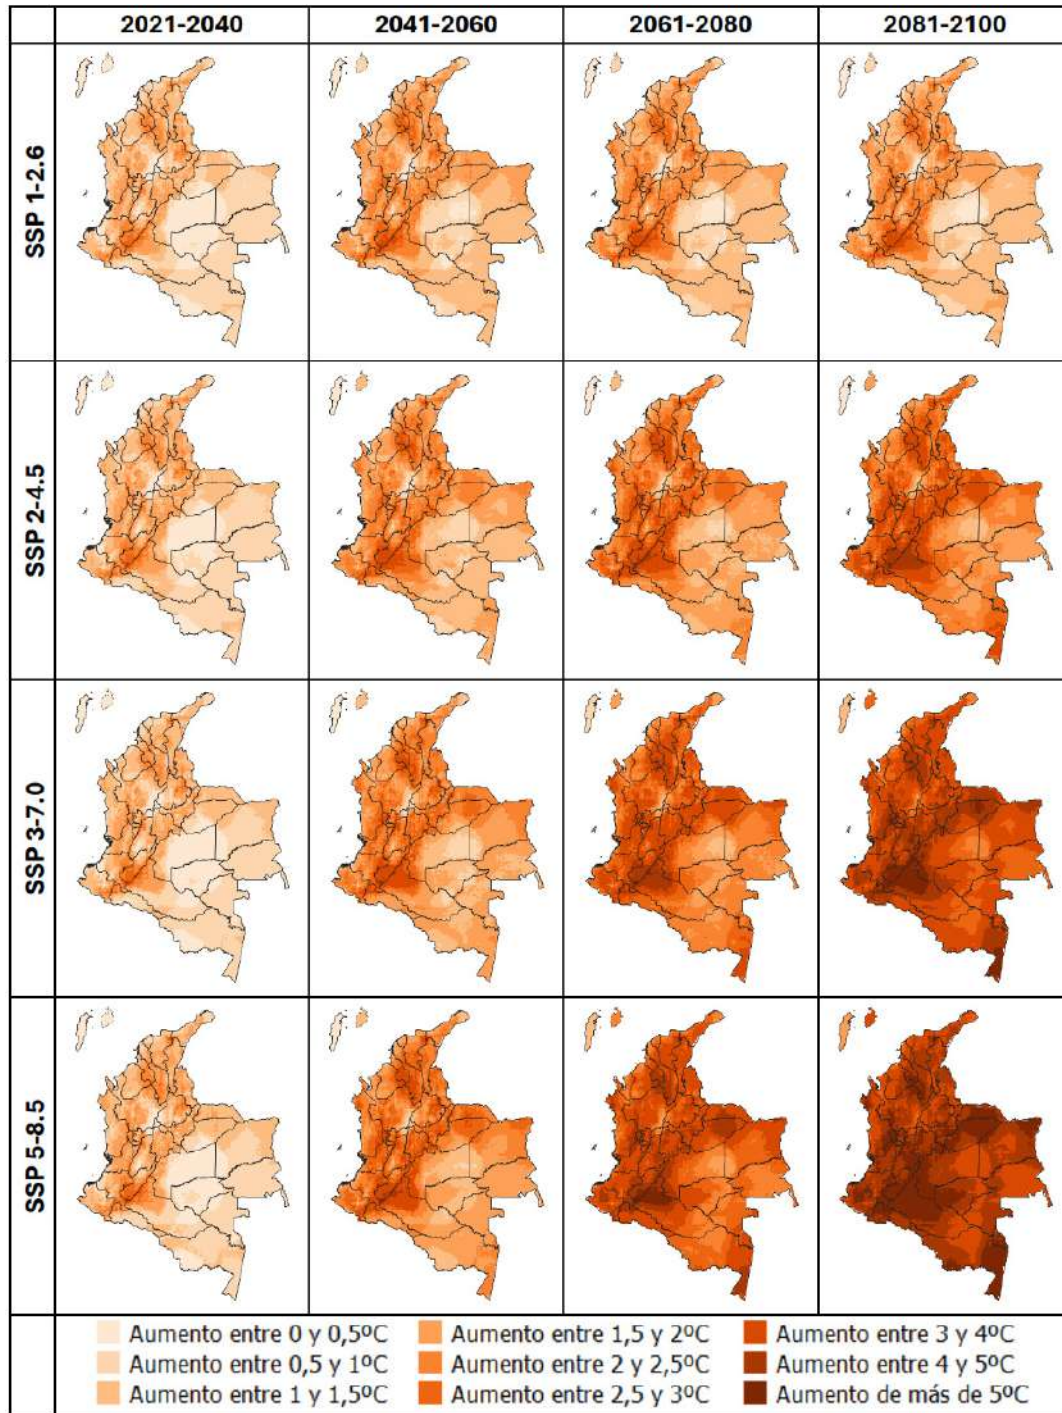 2021-2040 2041-2060 2061-2080 2081-2100
SSP 1-2.6
SSP 2-4.5
SSP 3-7.0
SSP 5-8.5
Aumento entre 0 y 0,5ºC Aumento entre 1,5 y 2ºC Aumento entre 3 y 4ºC
Aumento entre 0,5 y 1ºC Aumento entre 2 y 2,5ºC Aumento entre 4 y 5ºC
Aumento entre 1 y 1,5ºC Aumento entre 2,5 y 3ºC Aumento de más de 5ºC